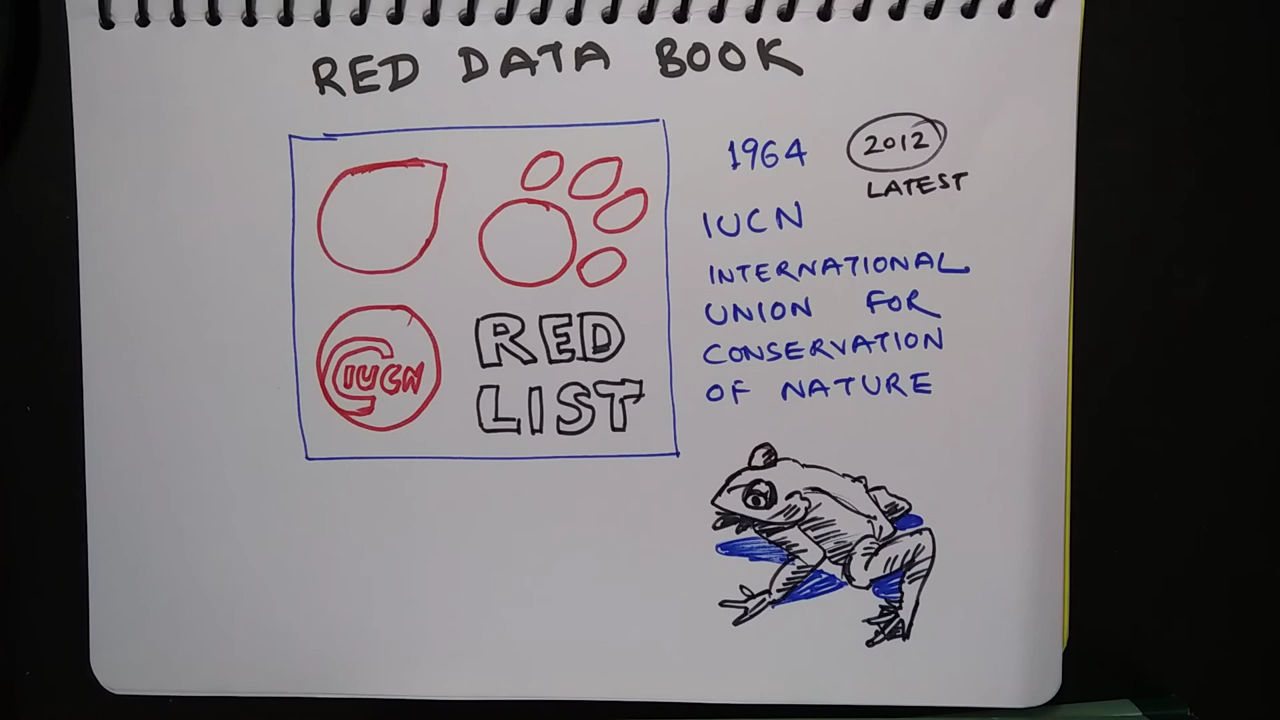 RED DATA BOOK
1964 2012
LATEST
IUCN
INTERNATIONAL
UNION FOR
CONSERVATION
OF NATURE
IUCN
RED
LIST